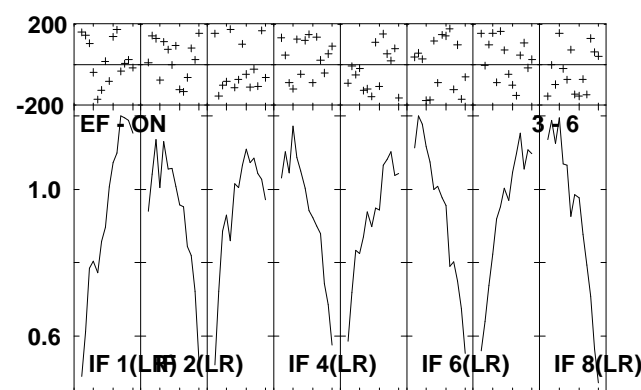 200
-200
EF - ON 3 - 6
1.0
0.6
IF 1(LR) IF 2(LR) IF 4(LR) IF 6(LR) IF 8(LR)